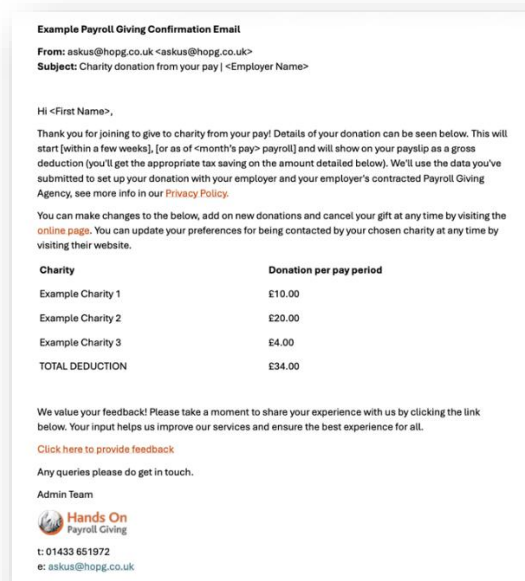 Example Payroll Giving Confirmation Email
From: askus@hopg.co.uk <askus@hopg.co.uk>
Subject: Charity donation from your pay | <Employer Name>
Hi <First Name>,
Thank you for joining to give to charity from your pay! Details of your donation can be seen below. This will
start [within a few weeks], [or as of <month's pay> payroll] and will show on your payslip as a gross
deduction (you'll get the appropriate tax saving on the amount detailed below). We'll use the data you've
submitted to set up your donation with your employer and your employer's contracted Payroll Giving
Agency, see more info in our Privacy Policy.
You can make changes to the below, add on new donations and cancel your gift at any time by visiting the
online page. You can update your preferences for being contacted by your chosen charity at any time by
visiting their website.
Charity Donation per pay period
Example Charity 1 £10.00
Example Charity 2 £20.00
Example Charity 3 £4.00
TOTAL DEDUCTION £34.00
We value your feedback! Please take a moment to share your experience with us by clicking the link
below. Your input helps us improve our services and ensure the best experience for all.
Click here to provide feedback
Any queries please do get in touch.
Admin Team
Hands On
Payroll Giving
t: 01433 651972
e: askus@hopg.co.uk